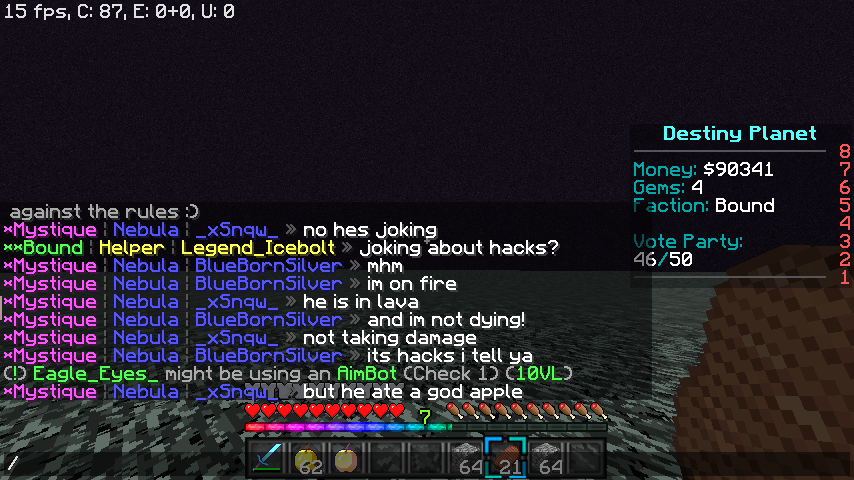 15 fps, C: 87, E: 0+0, U: 0
Destiny Planet
8
Money: $90341 7
Gems: 4 6
Faction: Bound 5
4
Vote Party: 3
46/50 2
1
against the rules :)
*Mystique | Nebula | _xSnqw_ » no hes joking
**Bound | Helper | Legend_Icebolt » joking about hacks?
*Mystique | Nebula | BlueBornSilver » mhm
*Mystique | Nebula | BlueBornSilver » im on fire
*Mystique | Nebula | _xSnqw_ » he is in lava
*Mystique | Nebula | BlueBornSilver » and im not dying!
*Mystique | Nebula | _xSnqw_ » not taking damage
*Mystique | Nebula | BlueBornSilver » its hacks i tell ya
(!) Eagle_Eyes_ might be using an AimBot (Check 1) (10VL)
*Mystique | Nebula | _xSnqw_ » but he ate a god apple
7
62 64 21 64
/